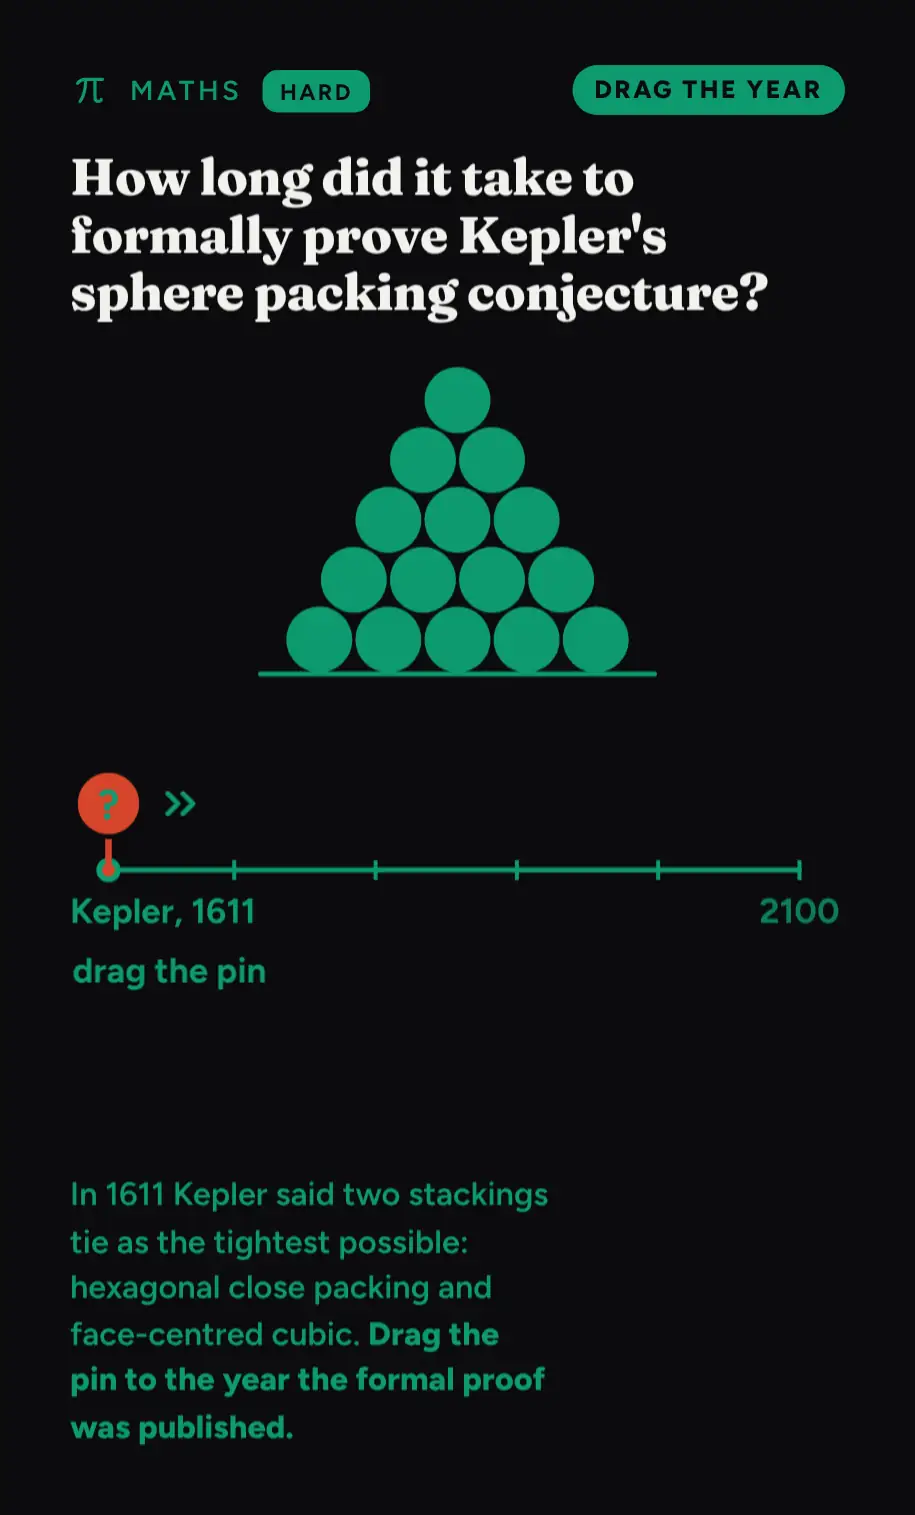 π MATHS HARD DRAG THE YEAR
How long did it take to
formally prove Kepler's
sphere packing conjecture?
?
Kepler, 1611 2100
drag the pin
In 1611 Kepler said two stackings
tie as the tightest possible:
hexagonal close packing and
face-centred cubic. Drag the
pin to the year the formal proof
was published.